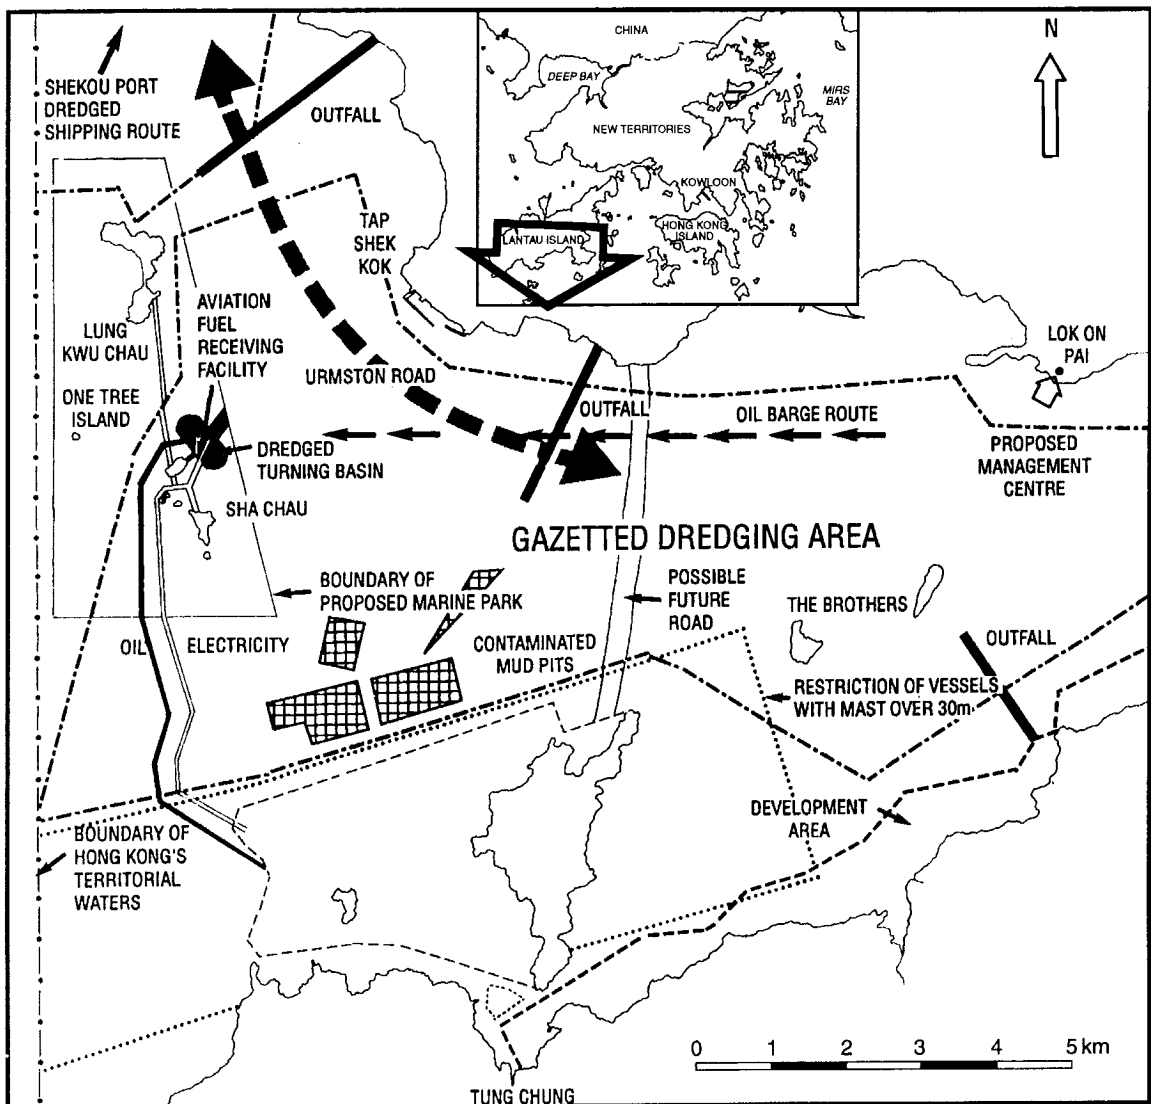 SHEKOU PORT
DREDGED
SHIPPING ROUTE
OUTFALL
CHINA
DEEP BAY
MIRS
BAY
NEW TERRITORIES
KOWLOON
HONG KONG
ISLAND
LANTAU ISLAND
N
TAP
SHEK
KOK
AVIATION
FUEL
RECEIVING
FACILITY
LUNG
KWU CHAU
ONE TREE
ISLAND
URMSTON ROAD
OUTFALL
OIL BARGE ROUTE
LOK ON
PAI
PROPOSED
MANAGEMENT
CENTRE
DREDGED
TURNING BASIN
SHA CHAU
GAZETTED DREDGING AREA
BOUNDARY OF
PROPOSED MARINE PARK
POSSIBLE
FUTURE
ROAD
THE BROTHERS
OIL
ELECTRICITY
CONTAMINATED
MUD PITS
OUTFALL
RESTRICTION OF VESSELS
WITH MAST OVER 30m
DEVELOPMENT
AREA
BOUNDARY OF
HONG KONG'S
TERRITORIAL
WATERS
0 1 2 3 4 5 km
TUNG CHUNG